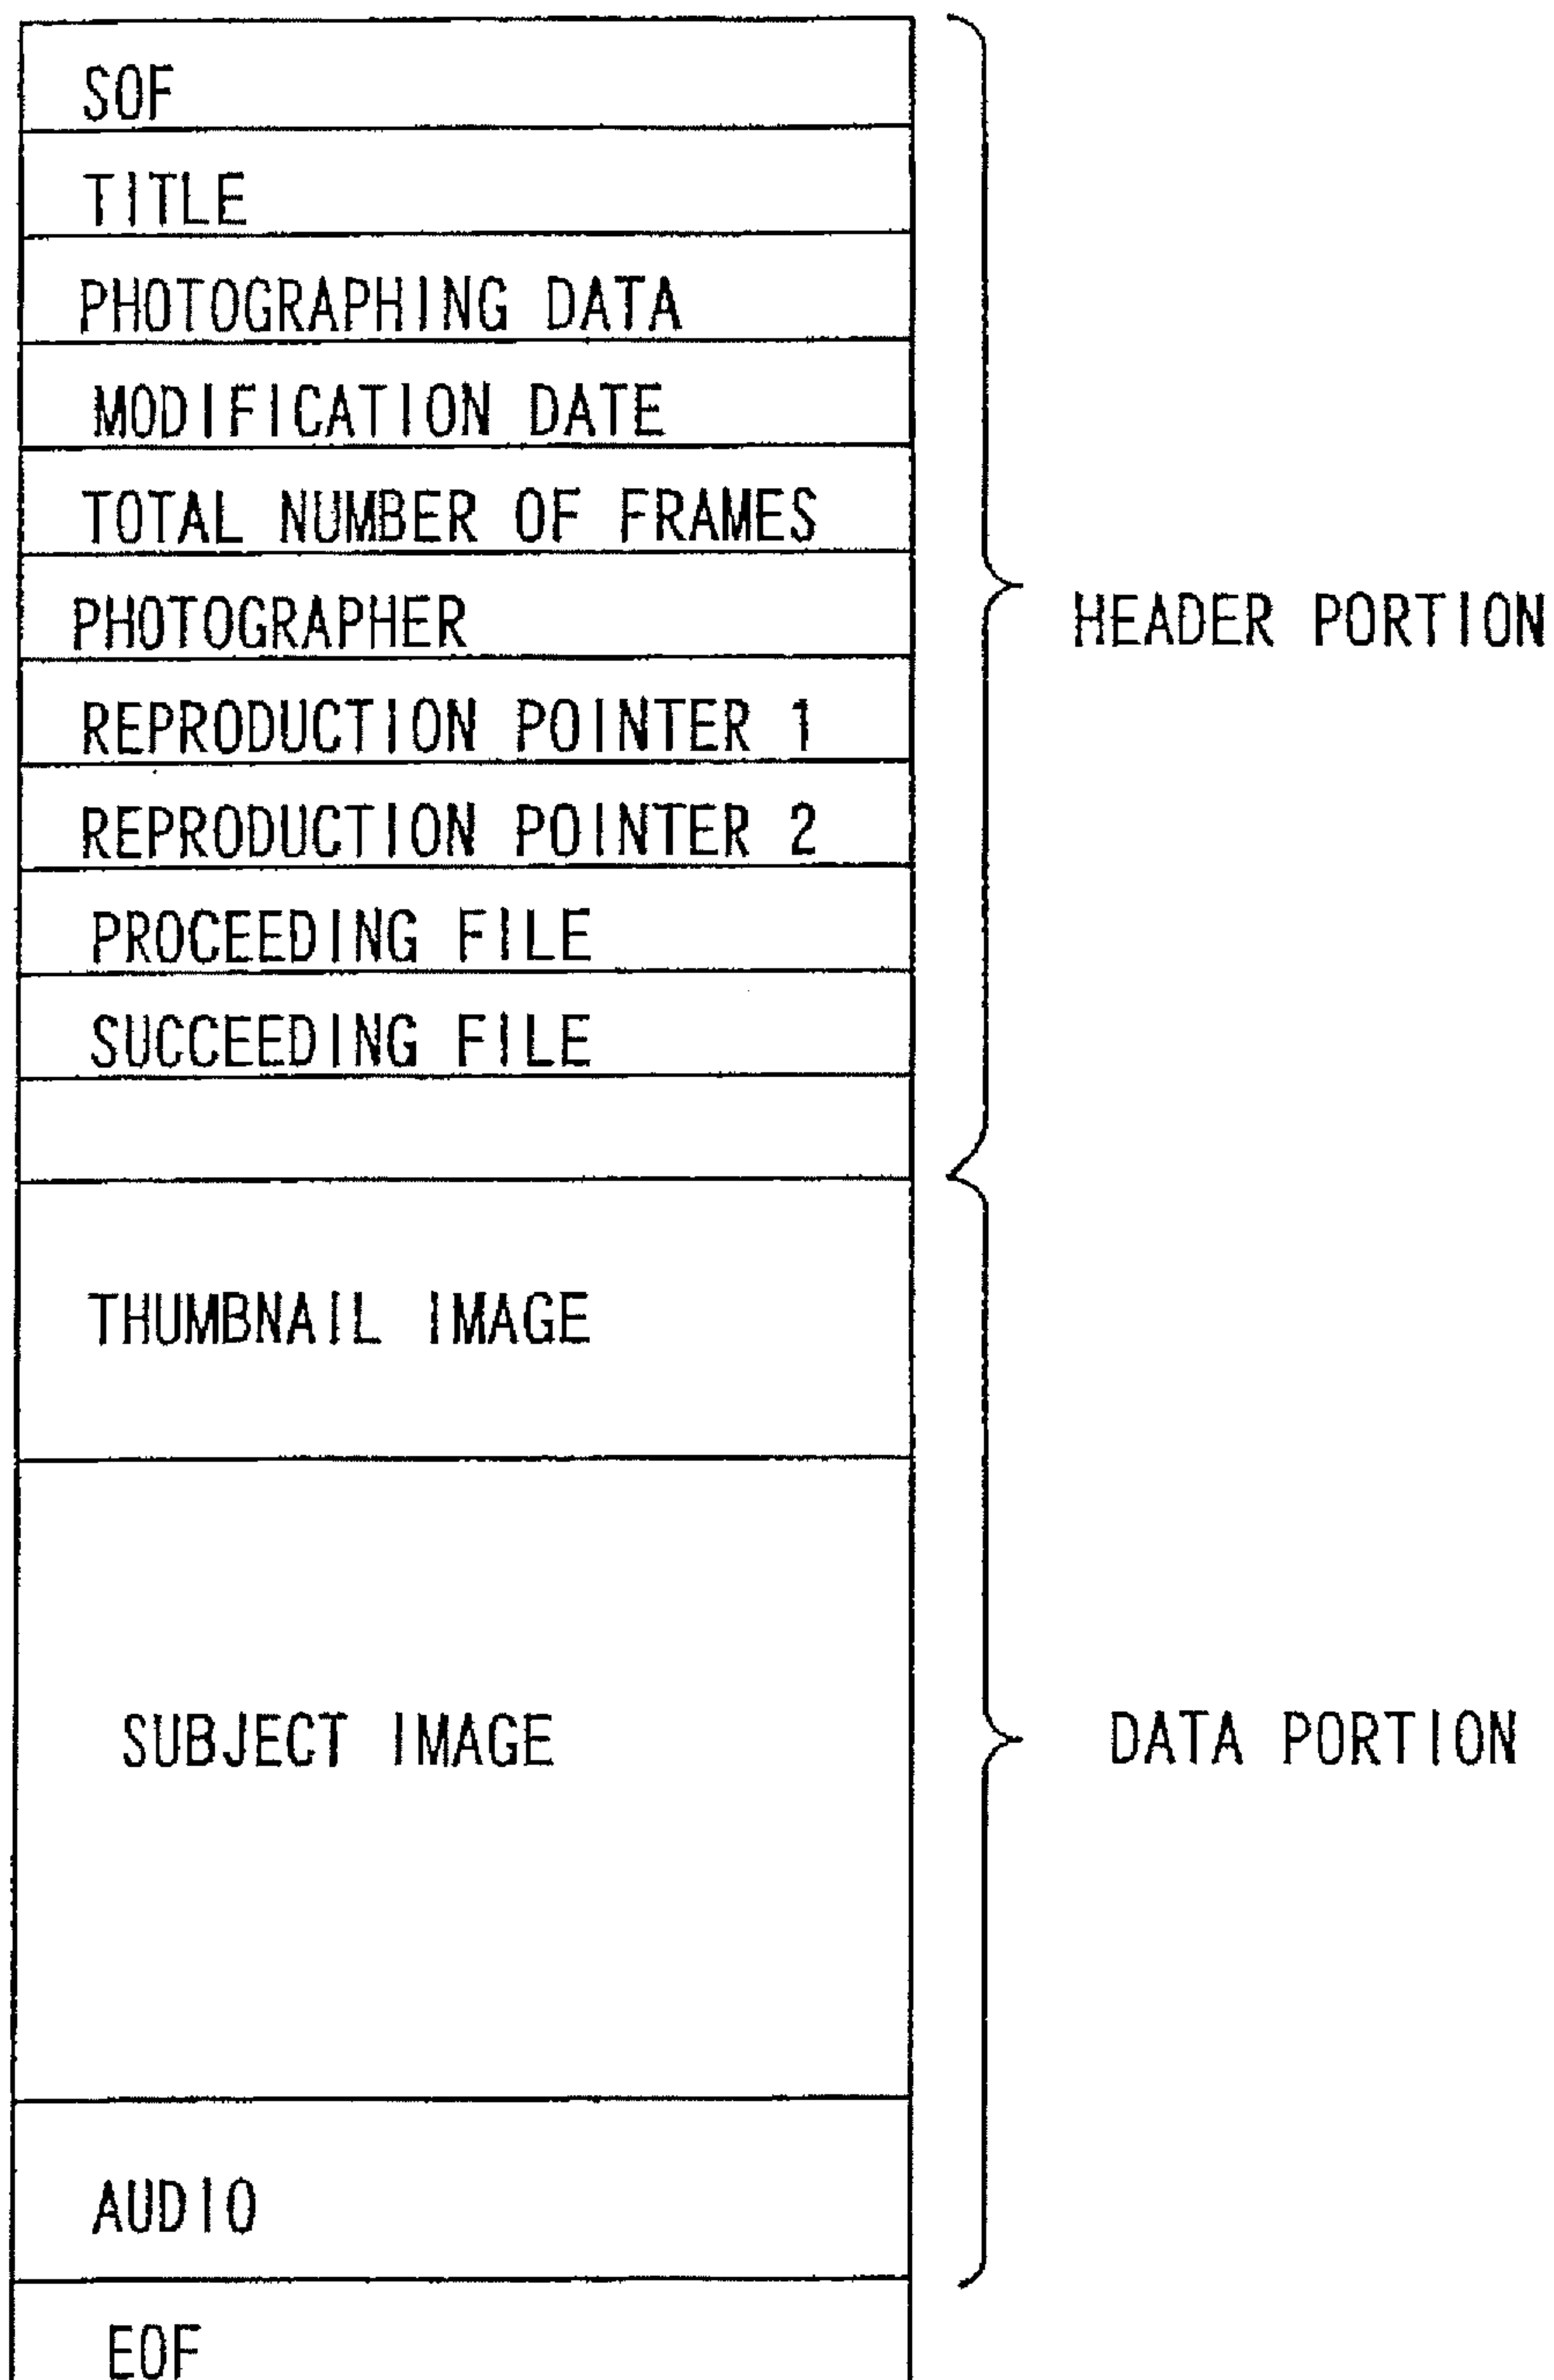 SOF
TITLE
PHOTOGRAPHING DATA
MODIFICATION DATE
TOTAL NUMBER OF FRAMES
PHOTOGRAPHER
REPRODUCTION POINTER 1
REPRODUCTION POINTER 2
PROCEEDING FILE
SUCCEEDING FILE
HEADER PORTION
THUMBNAIL IMAGE
SUBJECT IMAGE
AUDIO
DATA PORTION
EOF